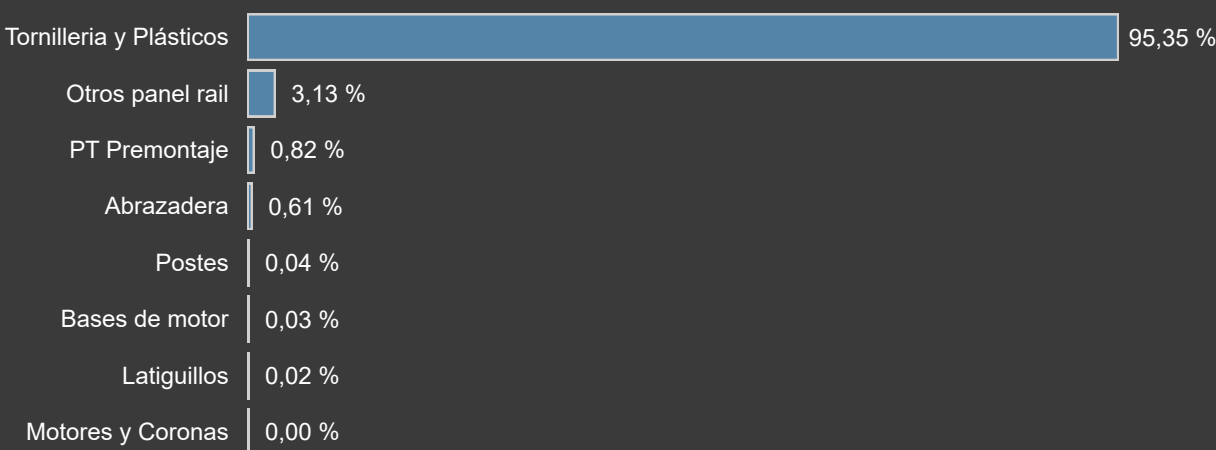 Tornilleria y Plásticos 95,35 %
Otros panel rail 3,13 %
PT Premontaje 0,82 %
Abrazadera 0,61 %
Postes 0,04 %
Bases de motor 0,03 %
Latiguillos 0,02 %
Motores y Coronas 0,00 %